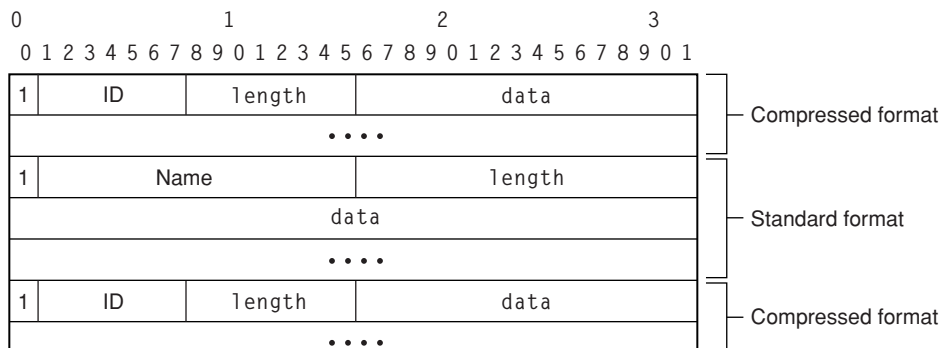 0 1 2 3
0 1 2 3 4 5 6 7 8 9 0 1 2 3 4 5 6 7 8 9 0 1 2 3 4 5 6 7 8 9 0 1
1 ID length data
Compressed format
• • • •
1 Name length
data
Standard format
• • • •
1 ID length data
Compressed format
• • • •